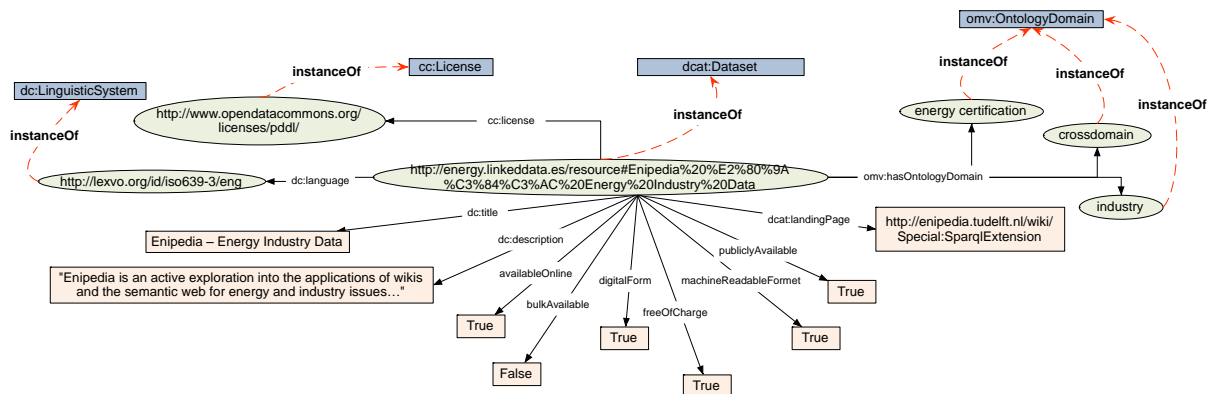 omv:OntologyDomain
cc:License
dcat:Dataset
instanceOf
instanceOf
dc:LinguisticSystem
instanceOf
instanceOf
instanceOf
instanceOf
http://www.opendatacommons.org/
licenses/pddl/
cc:license
energy certification
crossdomain
http://energy.linkeddata.es/resource#Enipedia%20%E2%80%9A
%C3%84%C3%AC%20Energy%20Industry%20Data
http://lexvo.org/id/iso639-3/eng
dc:language
omv:hasOntologyDomain
industry
dc:title
dcat:landingPage
http://enipedia.tudelft.nl/wiki/
Special:SparqlExtension
Enipedia – Energy Industry Data
dc:description
publiclyAvailable
"Enipedia is an active exploration into the applications of wikis
and the semantic web for energy and industry issues…"
availableOnline
digitalForm
machineReadableFormet
True
bulkAvailable
freeOfCharge
True
True
True
False
True